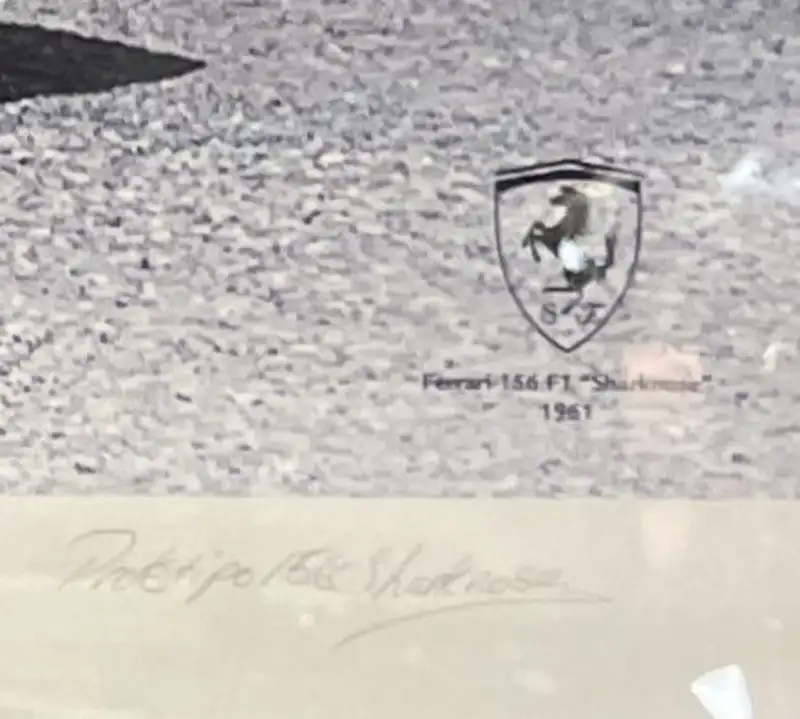 S F
Ferrari 156 F1 "Sharknose"
1961
Prototipo 156 Sharknose